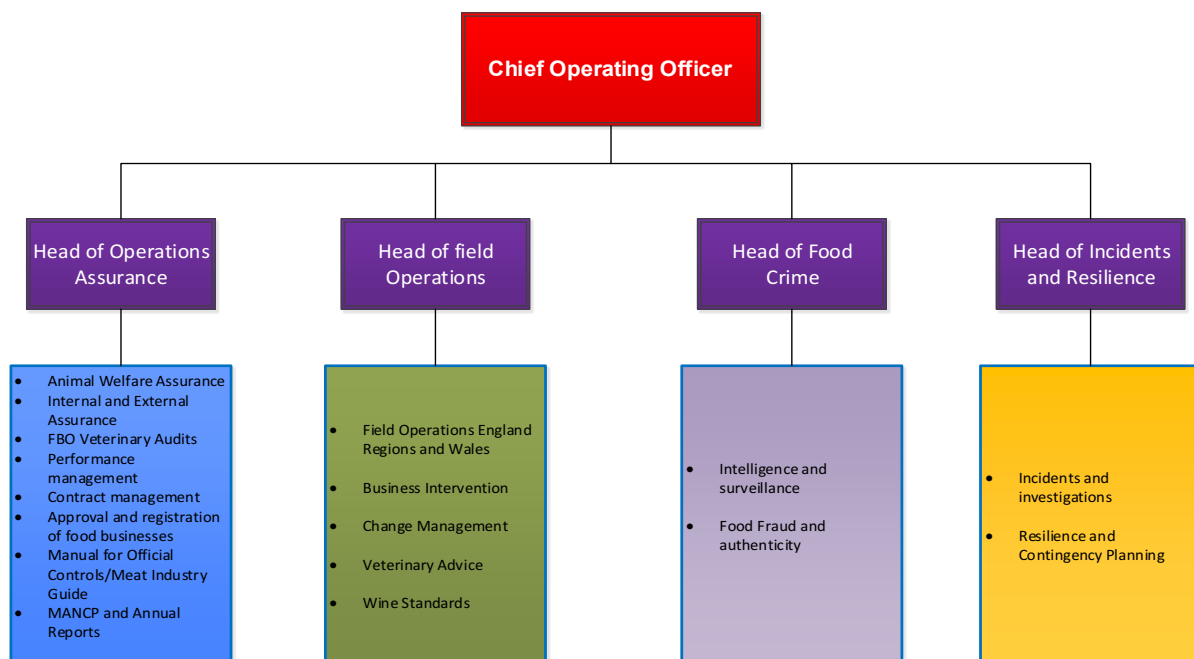 Chief Operating Officer
Head of Operations
Assurance
Head of field
Operations
Head of Food
Crime
Head of Incidents
and Resilience
• Animal Welfare Assurance
• Internal and External
Assurance
• FBO Veterinary Audits
• Performance
management
• Contract management
• Approval and registration
of food businesses
• Manual for Official
Controls/Meat Industry
Guide
• MANCP and Annual
Reports
• Field Operations England
Regions and Wales
• Business Intervention
• Change Management
• Veterinary Advice
• Wine Standards
• Intelligence and
surveillance
• Food Fraud and
authenticity
• Incidents and
investigations
• Resilience and
Contingency Planning